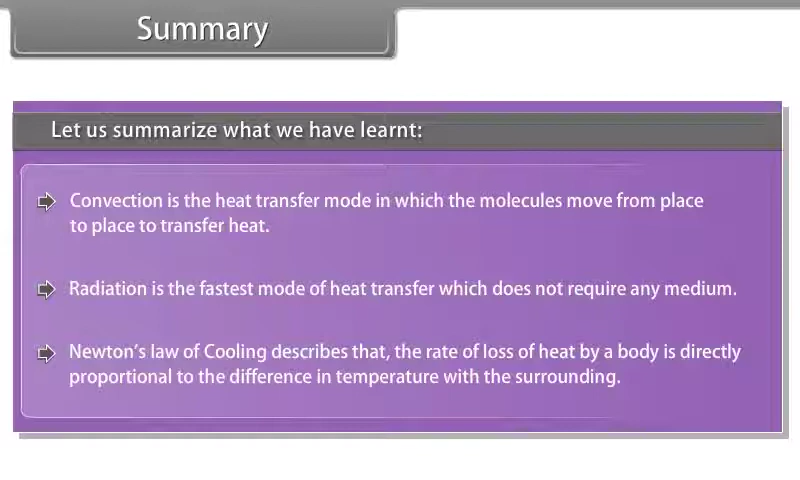 Summary
Let us summarize what we have learnt:
Convection is the heat transfer mode in which the molecules move from place
to place to transfer heat.
Radiation is the fastest mode of heat transfer which does not require any medium.
Newton's law of Cooling describes that, the rate of loss of heat by a body is directly
proportional to the difference in temperature with the surrounding.